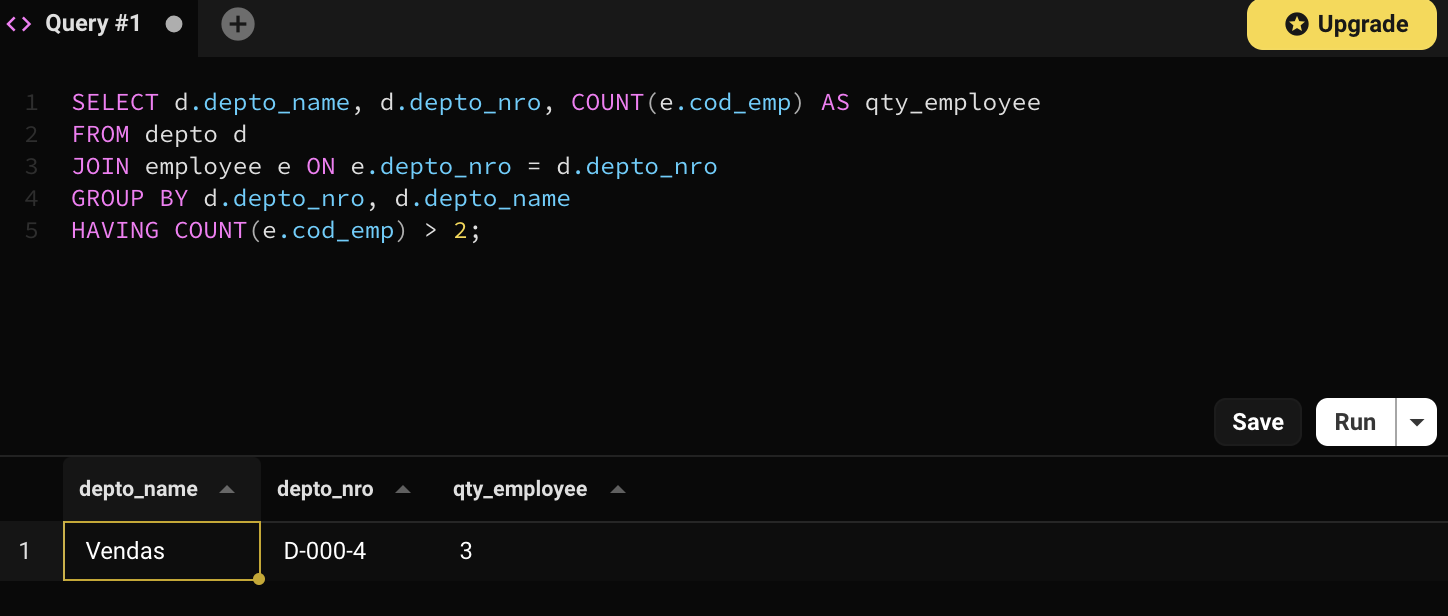 <> Query #1
Upgrade
1 SELECT d.depto_name, d.depto_nro, COUNT(e.cod_emp) AS qty_employee
2 FROM depto d
3 JOIN employee e ON e.depto_nro = d.depto_nro
4 GROUP BY d.depto_nro, d.depto_name
5 HAVING COUNT(e.cod_emp) > 2;
Save Run
depto_name depto_nro qty_employee
1 Vendas D-000-4 3